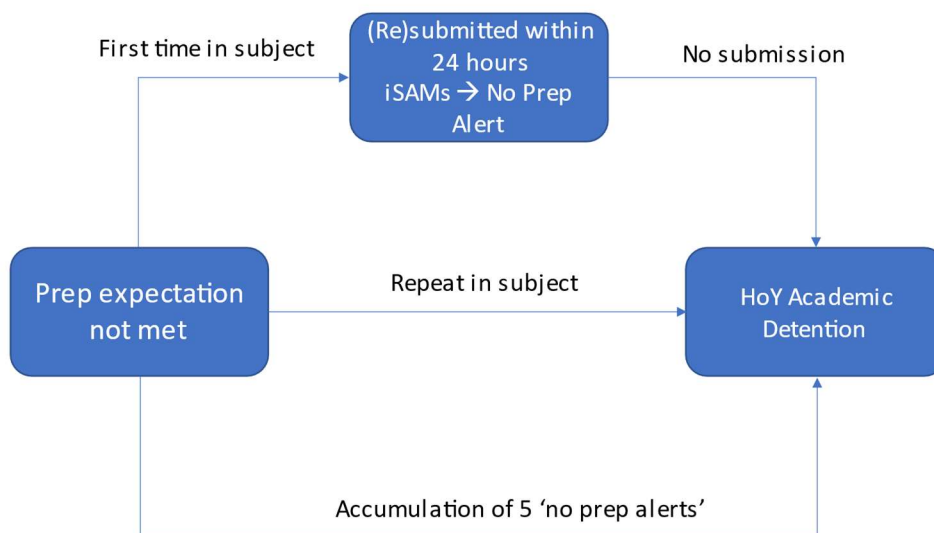 First time in subject
(Re)submitted within
24 hours
iSAMs → No Prep
Alert
No submission
Prep expectation
not met
Repeat in subject
HoY Academic
Detention
Accumulation of 5 ‘no prep alerts’